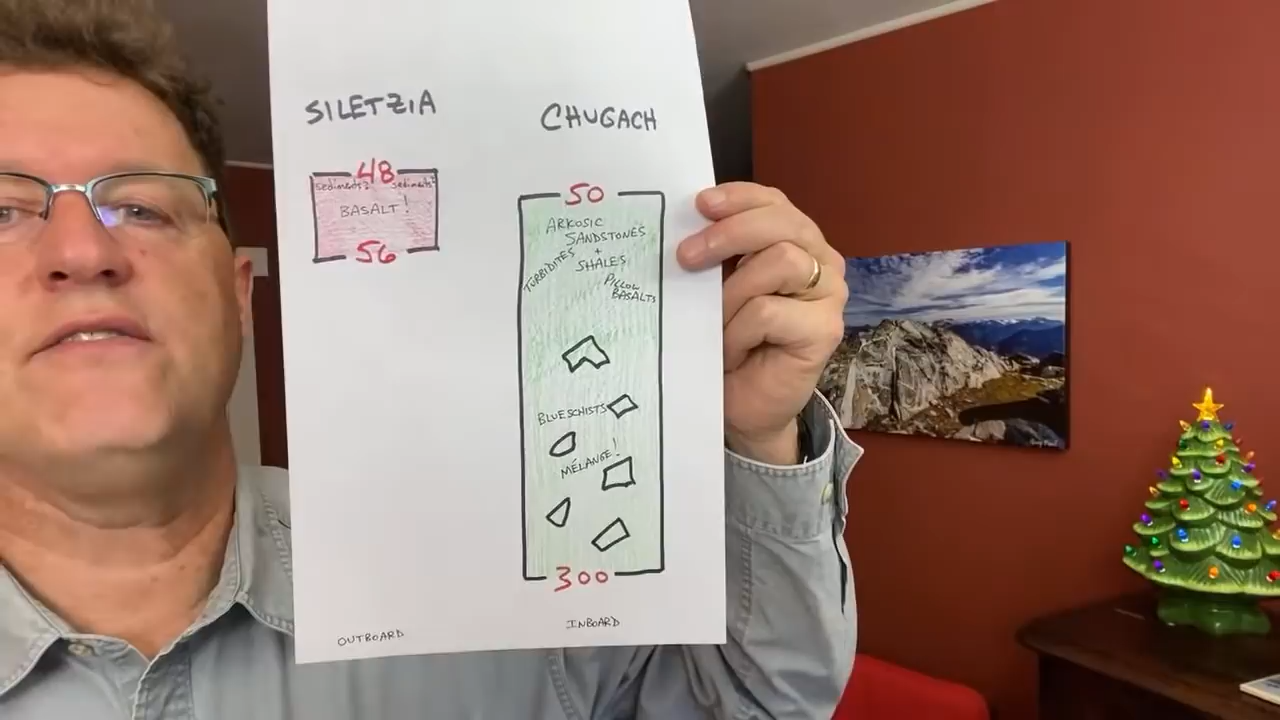 SILETZIA
48
sediments? sediments?
BASALT!
56
OUTBOARD
CHUGACH
50
ARKOSIC
SANDSTONES
+
SHALES
TURBIDITES
PILLOW
BASALTS
BLUESCHISTS
MÉLANGE!
300
INBOARD